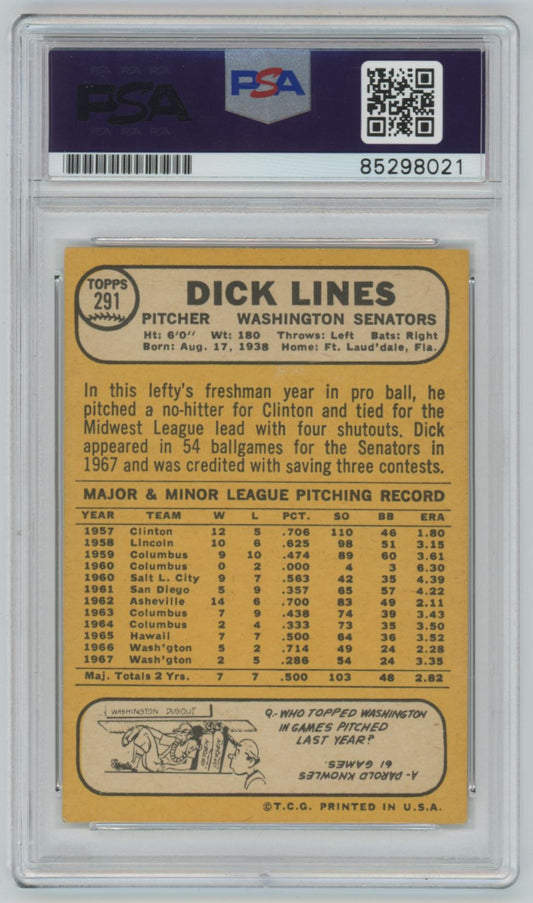 PSA PSA PSA
PSA
PSA PSA PSA
PSA
85298021
TOPPS
291
DICK LINES
PITCHER WASHINGTON SENATORS
Ht: 6'0" Wt: 180 Throws: Left Bats: Right
Born: Aug. 17, 1938 Home: Ft. Laud'dale, Fla.
In this lefty's freshman year in pro ball, he
pitched a no-hitter for Clinton and tied for the
Midwest League lead with four shutouts. Dick
appeared in 54 ballgames for the Senators in
1967 and was credited with saving three contests.
MAJOR & MINOR LEAGUE PITCHING RECORD
YEAR TEAM W L PCT. SO BB ERA
1957 Clinton 12 5 .706 110 46 1.80
1958 Lincoln 10 6 .625 98 51 3.15
1959 Columbus 9 10 .474 89 60 3.61
1960 Columbus 0 2 .000 4 3 6.30
1960 Salt L. City 9 7 .563 42 35 4.39
1961 San Diego 5 9 .357 65 57 4.22
1962 Asheville 14 6 .700 83 49 2.11
1963 Columbus 7 9 .438 74 39 3.43
1964 Columbus 2 4 .333 73 35 3.50
1965 Hawaii 7 7 .500 64 36 3.52
1966 Wash'gton 5 2 .714 49 24 2.28
1967 Wash'gton 2 5 .286 54 24 3.35
Maj. Totals 2 Yrs. 7 7 .500 103 48 2.82
WASHINGTON DUGOUT
Q-WHO TOPPED WASHINGTON
IN GAMES PITCHED
LAST YEAR?
A-DAROLD KNOWLES
61 GAMES.
©T.C.G. PRINTED IN U.S.A.